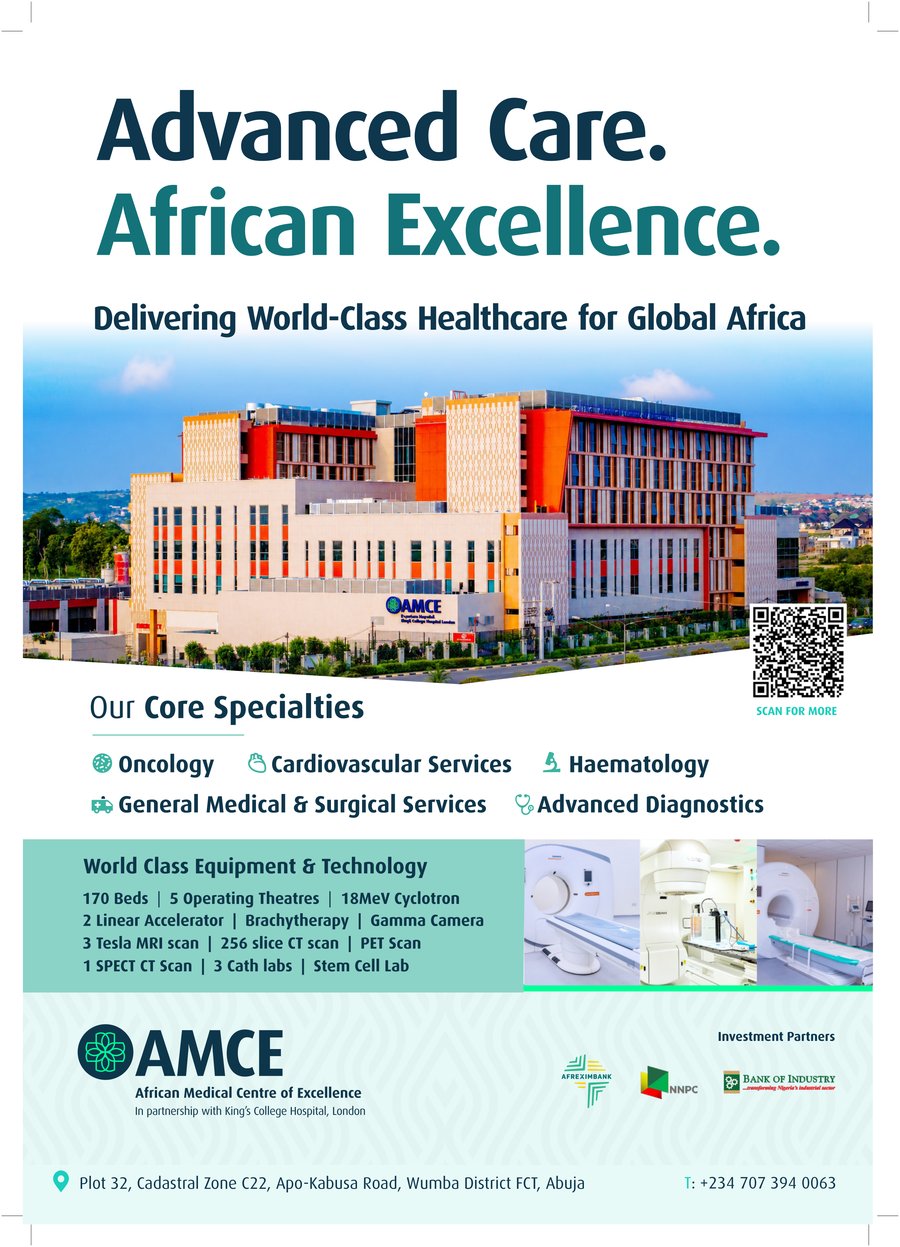 Advanced Care.
African Excellence.
Delivering World-Class Healthcare for Global Africa
AMCE
King's College Hospital London
SCAN FOR MORE
Our Core Specialties
Oncology
Cardiovascular Services
Haematology
General Medical & Surgical Services
Advanced Diagnostics
World Class Equipment & Technology
170 Beds | 5 Operating Theatres | 18MeV Cyclotron
2 Linear Accelerator | Brachytherapy | Gamma Camera
3 Tesla MRI scan | 256 slice CT scan | PET Scan
1 SPECT CT Scan | 3 Cath labs | Stem Cell Lab
AMCE
African Medical Centre of Excellence
In partnership with King's College Hospital, London
Investment Partners
AFREXIMBANK
NNPC
BANK OF INDUSTRY
...transforming Nigeria's industrial sector
Plot 32, Cadastral Zone C22, Apo-Kabusa Road, Wumba District FCT, Abuja
T: +234 707 394 0063